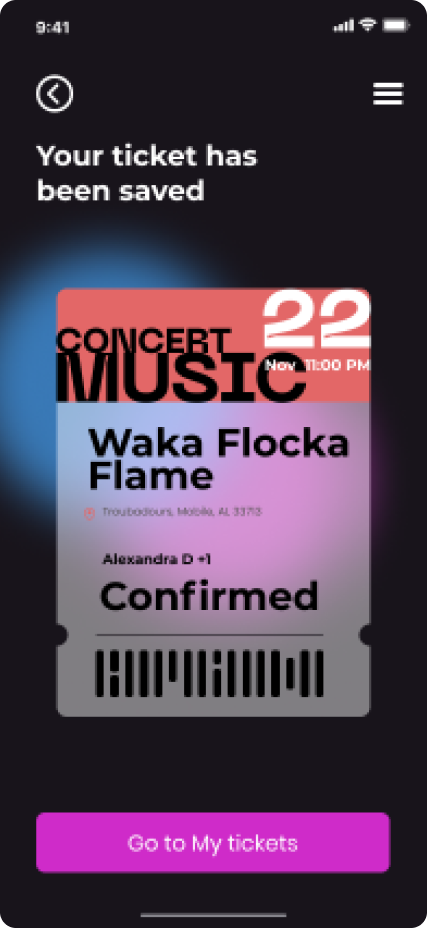 9:41
Your ticket has
been saved
22
CONCERT
MUSIC
Nov 11:00 PM
Waka Flocka
Flame
Troubadours, Mobile, AL 33713
Alexandra D +1
Confirmed
Go to My tickets